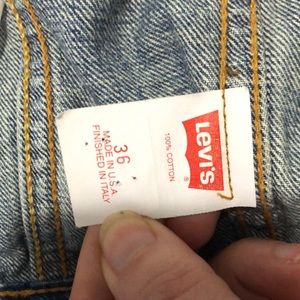 36
MADE IN U.S.A.
FINISHED IN ITALY
LEVI'S
®
100% COTTON